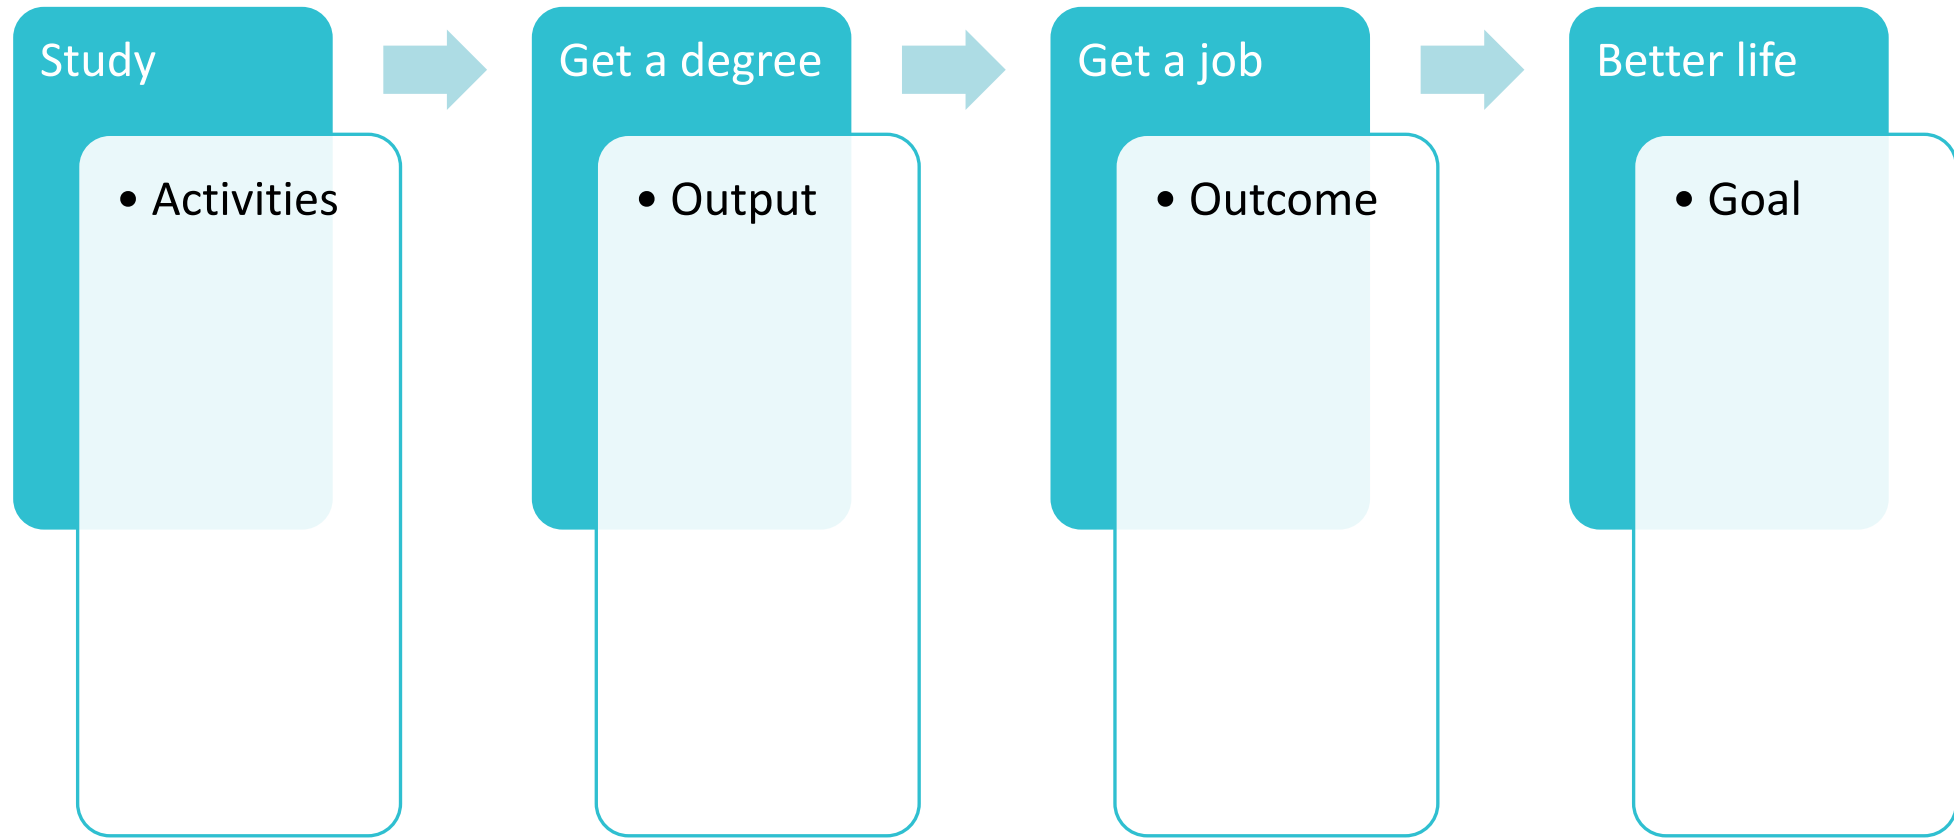 Study
• Activities
Get a degree
• Output
Get a job
• Outcome
Better life
• Goal